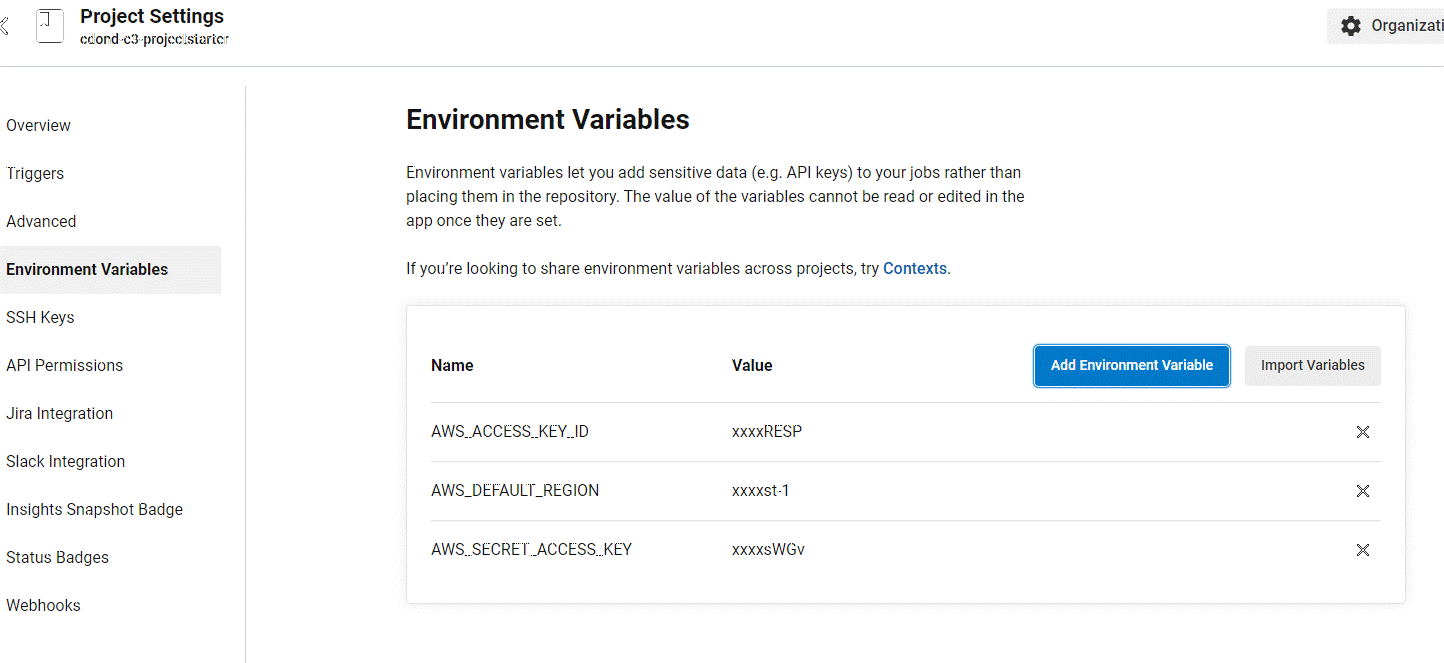 Project Settings
cdond-c3-projectstarter
Organizati
Overview
Triggers
Advanced
Environment Variables
SSH Keys
API Permissions
Jira Integration
Slack Integration
Insights Snapshot Badge
Status Badges
Webhooks
Environment Variables
Environment variables let you add sensitive data (e.g. API keys) to your jobs rather than
placing them in the repository. The value of the variables cannot be read or edited in the
app once they are set.
If you’re looking to share environment variables across projects, try Contexts.
Name Value Add Environment Variable Import Variables
AWS_ACCESS_KEY_ID xxxxRESP
AWS_DEFAULT_REGION xxxxst-1
AWS_SECRET_ACCESS_KEY xxxxsWGv